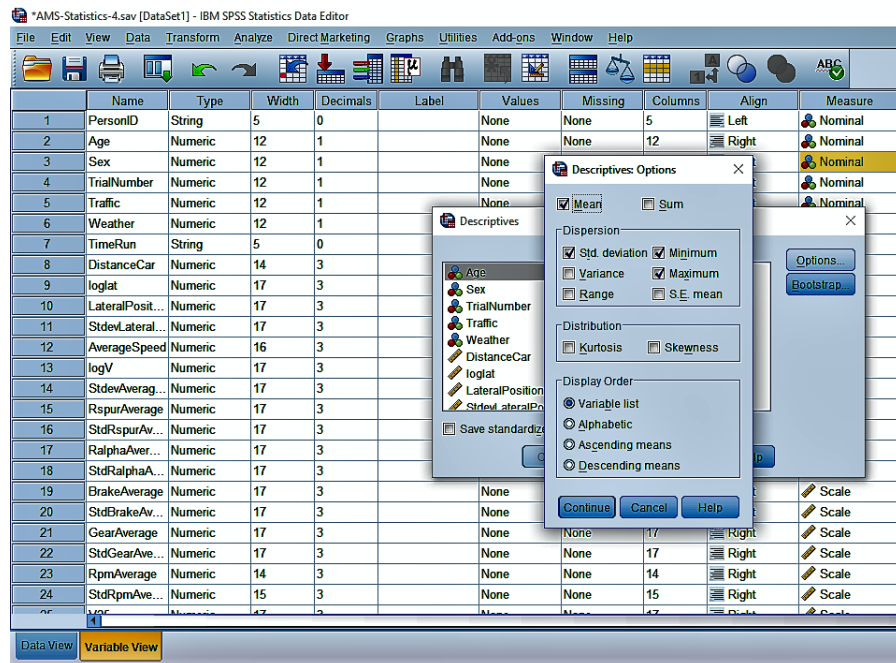 *AMS-Statistics-4.sav [DataSet1] - IBM SPSS Statistics Data Editor
File Edit View Data Transform Analyze Direct Marketing Graphs Utilities Add-ons Window Help
Name Type Width Decimals Label Values Missing Columns Align Measure
1 PersonID String 5 0 None None 5 Left Nominal
2 Age Numeric 12 1 None None 12 Right Nominal
3 Sex Numeric 12 1 None Nominal
4 TrialNumber Numeric 12 1 None Nominal
5 Traffic Numeric 12 1 None Nominal
6 Weather Numeric 12 1
7 TimeRun String 5 0
8 DistanceCar Numeric 14 3
9 loglat Numeric 17 3
10 LateralPosit... Numeric 17 3
11 StdevLateral... Numeric 17 3
12 AverageSpeed Numeric 16 3
13 logV Numeric 17 3
14 StdevAverag... Numeric 17 3
15 RspurAverage Numeric 17 3
16 StdRspurAv... Numeric 17 3
17 RalphaAver... Numeric 17 3
18 StdRalphaA... Numeric 17 3
19 BrakeAverage Numeric 17 3 None Scale
20 StdBrakeAv... Numeric 17 3 None Scale
21 GearAverage Numeric 17 3 None None 17 Right Scale
22 StdGearAve... Numeric 17 3 None None 17 Right Scale
23 RpmAverage Numeric 14 3 None None 14 Right Scale
24 StdRpmAve... Numeric 15 3 None None 15 Right Scale
25 V25 Numeric 17 3 None None 17 Right Scale
Descriptives
Age
Sex
TrialNumber
Traffic
Weather
DistanceCar
loglat
LateralPosition
StdevLateralPo
Save standardize
Options...
Bootstrap...
Descriptives: Options
Mean Sum
Dispersion
Std. deviation Minimum
Variance Maximum
Range S.E. mean
Distribution
Kurtosis Skewness
Display Order
Variable list
Alphabetic
Ascending means
Descending means
Continue Cancel Help
Data View Variable View